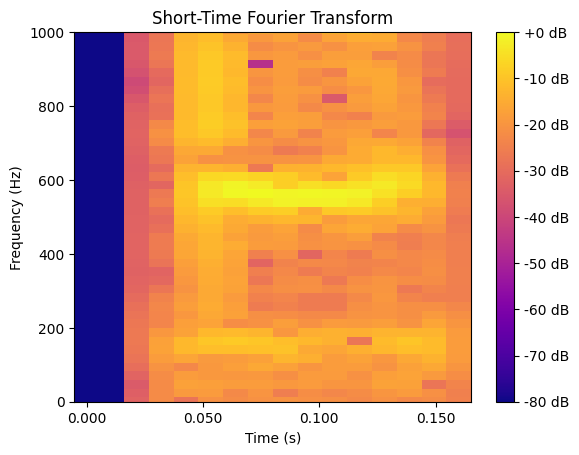 Short-Time Fourier Transform
Frequency (Hz)
1000
800
600
400
200
0
0.000
0.050
0.100
0.150
Time (s)
+0 dB
-10 dB
-20 dB
-30 dB
-40 dB
-50 dB
-60 dB
-70 dB
-80 dB